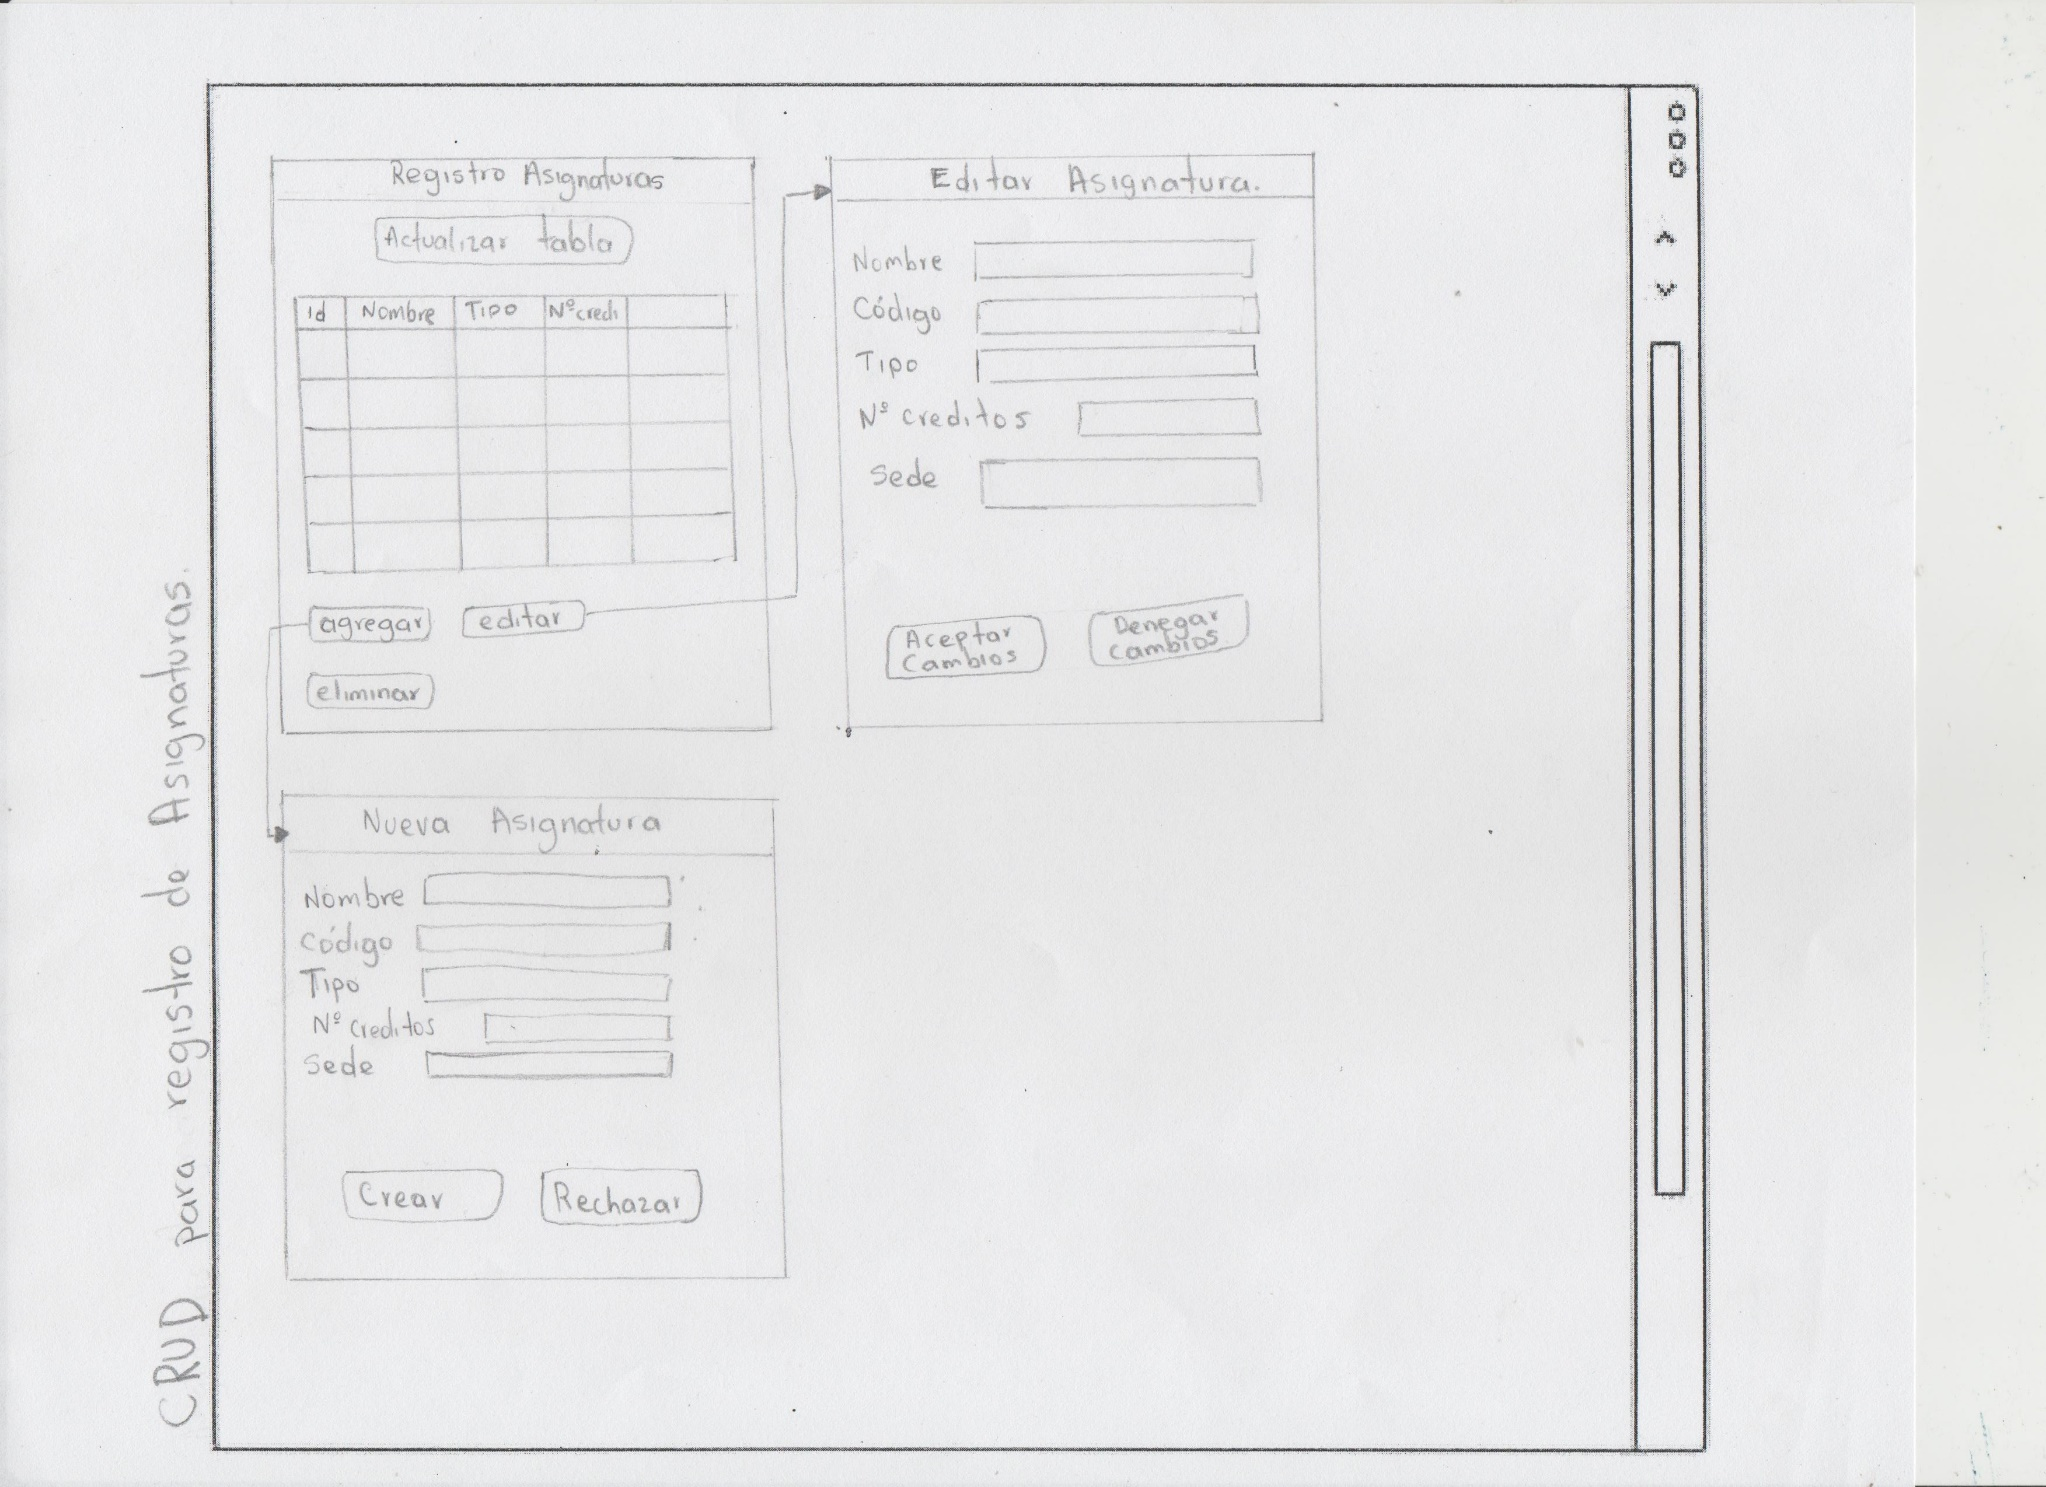 CRUD para registro de Asignaturas.
Registro Asignaturas
Actualizar tabla
Id Nombre Tipo Nº credi
agregar editar
eliminar
Editar Asignatura.
Nombre
Código
Tipo
Nº creditos
Sede
Aceptar
Cambios
Denegar
cambios
Nueva Asignatura
Nombre
Código
Tipo
Nº creditos
Sede
Crear Rechazar